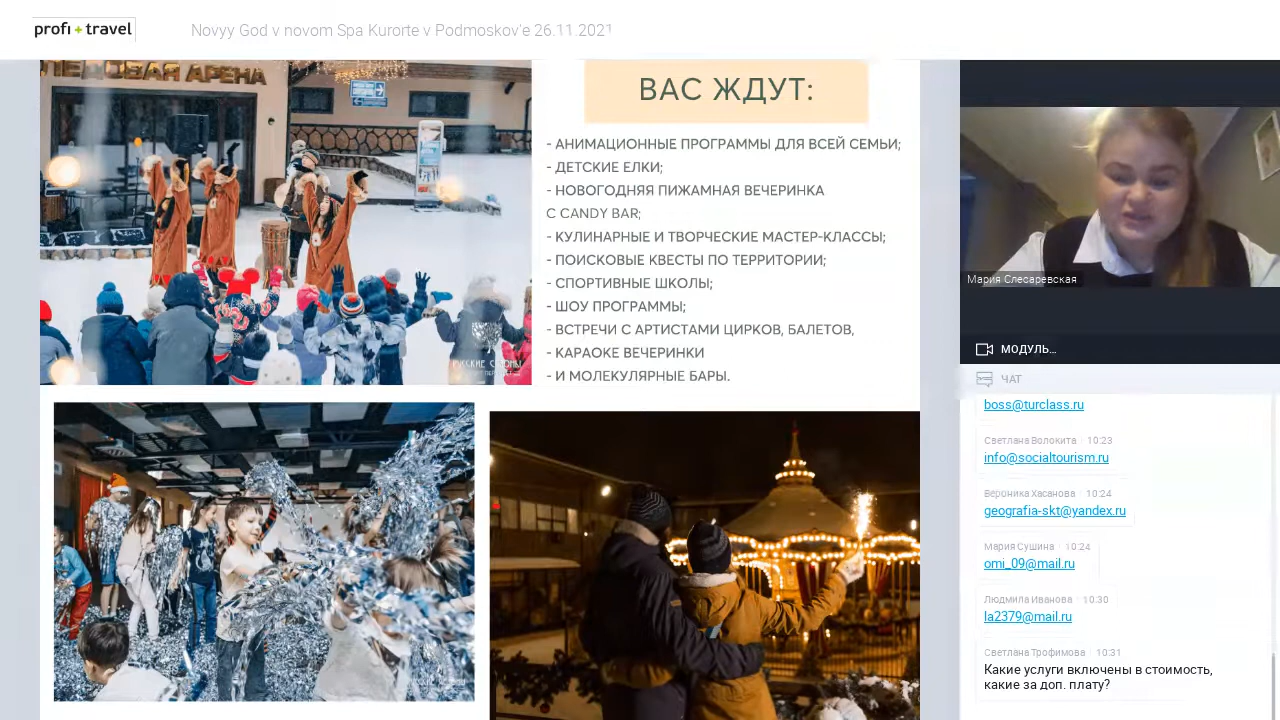 profi + travel
Novyy God v novom Spa Kurorte v Podmoskov'e 26.11.2021
ЛЕДОВАЯ АРЕНА
ВАС ЖДУТ:
- АНИМАЦИОННЫЕ ПРОГРАММЫ ДЛЯ ВСЕЙ СЕМЬИ;
- ДЕТСКИЕ ЕЛКИ;
- НОВОГОДНЯЯ ПИЖАМНАЯ ВЕЧЕРИНКА
С CANDY BAR;
- КУЛИНАРНЫЕ И ТВОРЧЕСКИЕ МАСТЕР-КЛАССЫ;
- ПОИСКОВЫЕ КВЕСТЫ ПО ТЕРРИТОРИИ;
- СПОРТИВНЫЕ ШКОЛЫ;
- ШОУ ПРОГРАММЫ;
- ВСТРЕЧИ С АРТИСТАМИ ЦИРКОВ, БАЛЕТОВ,
- КАРАОКЕ ВЕЧЕРИНКИ
- И МОЛЕКУЛЯРНЫЕ БАРЫ.
РУССКИЕ СЕЗОНЫ
Мария Слесаревская
МОДУЛЬ...
ЧАТ
boss@turclass.ru
Светлана Волокита · 10:23
info@socialtourism.ru
Вероника Хасанова · 10:24
geografia-skt@yandex.ru
Мария Сушина · 10:24
omi_09@mail.ru
Людмила Иванова · 10:30
la2379@mail.ru
Светлана Трофимова · 10:31
Какие услуги включены в стоимость,
какие за доп. плату?